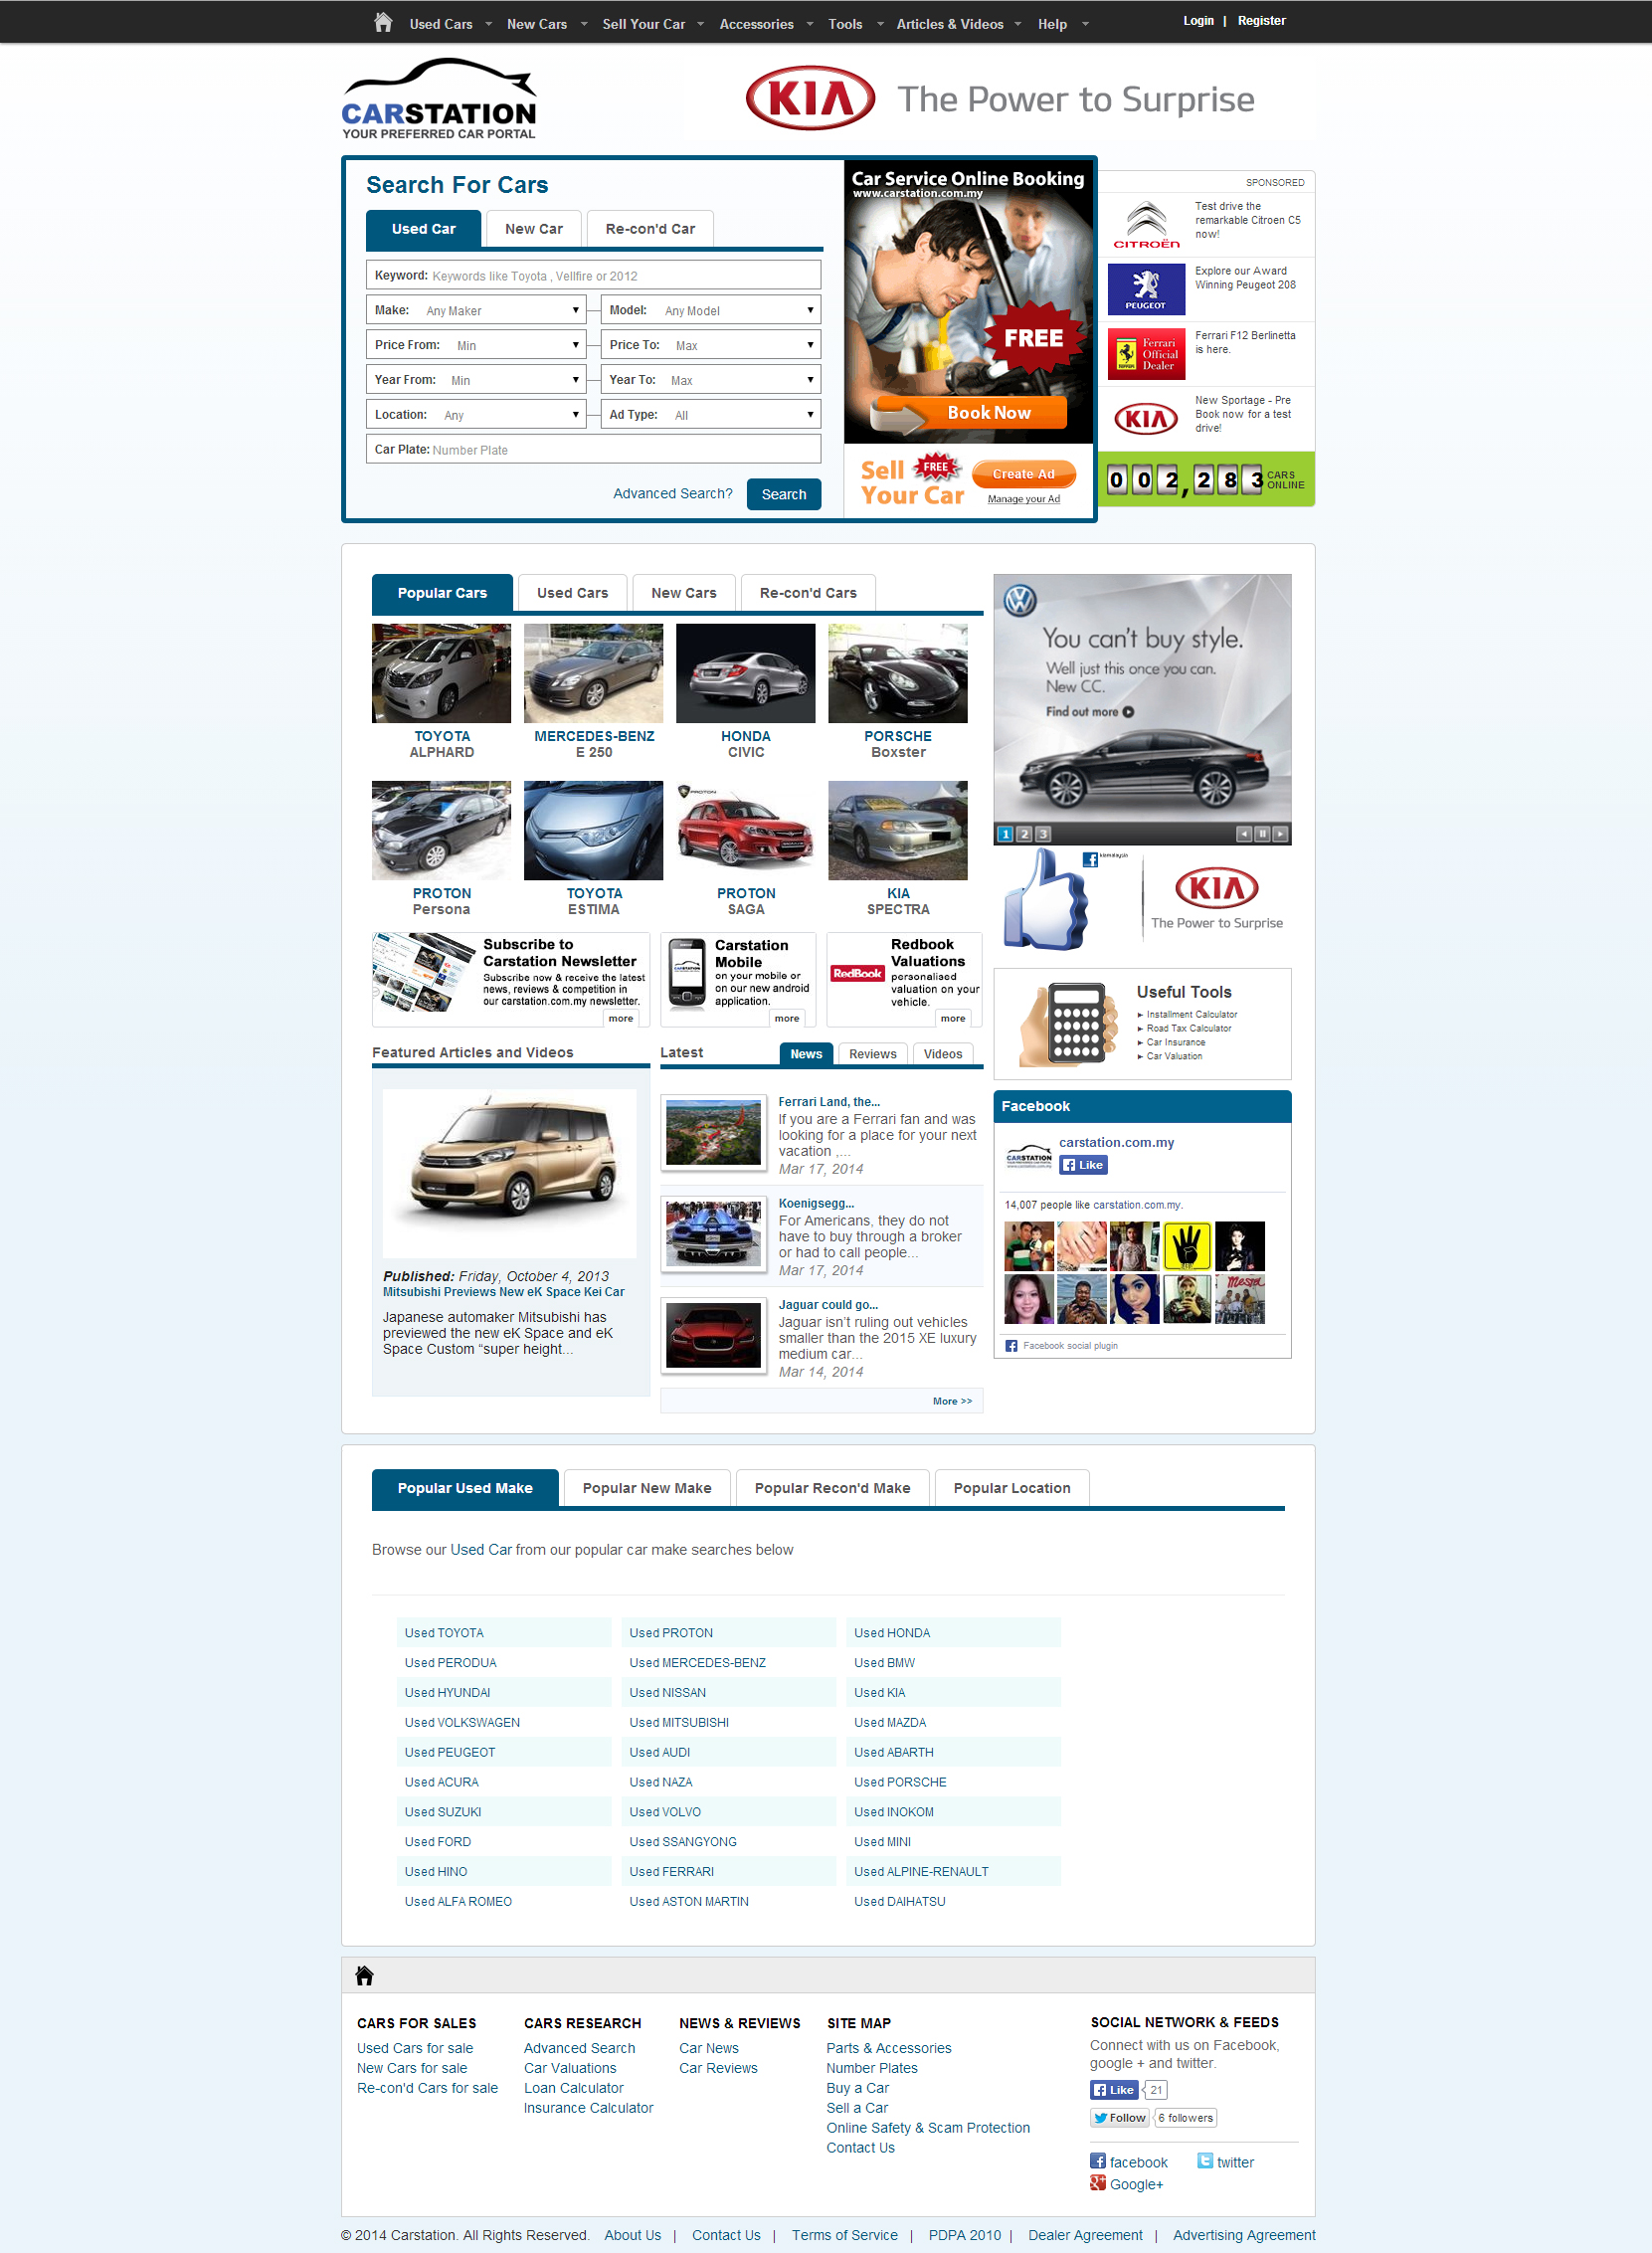 Used Cars New Cars Sell Your Car Accessories Tools Articles & Videos Help Login | Register
CARSTATION
YOUR PREFERRED CAR PORTAL
KIA The Power to Surprise
Search For Cars
Used Car New Car Re-con'd Car
Keyword: Keywords like Toyota , Vellfire or 2012
Make: Any Maker Model: Any Model
Price From: Min Price To: Max
Year From: Min Year To: Max
Location: Any Ad Type: All
Car Plate: Number Plate
Advanced Search? Search
Car Service Online Booking
www.carstation.com.my
FREE
Book Now
Sell FREE
Your Car
Create Ad
Manage your Ad
SPONSORED
CITROËN
Test drive the
remarkable Citroen C5
now!
PEUGEOT
Explore our Award
Winning Peugeot 208
Ferrari
Official
Dealer
Ferrari F12 Berlinetta
is here.
KIA
New Sportage - Pre
Book now for a test
drive!
002,283 CARS
ONLINE
Popular Cars Used Cars New Cars Re-con'd Cars
TOYOTA MERCEDES-BENZ HONDA PORSCHE
ALPHARD E 250 CIVIC Boxster
PROTON
PROTON TOYOTA PROTON KIA
Persona ESTIMA SAGA SPECTRA
You can't buy style.
Well just this once you can.
New CC.
Find out more
1 2 3
kiamalaysia
KIA
The Power to Surprise
Subscribe to
Carstation Newsletter
Subscribe now & receive the latest
news, reviews & competition in
our carstation.com.my newsletter.
more
Carstation
Mobile
on your mobile or
on our new android
application.
more
RedBook
Redbook
Valuations
personalised
valuation on your
vehicle.
more
Useful Tools
Installment Calculator
Road Tax Calculator
Car Insurance
Car Valuation
Featured Articles and Videos
Published: Friday, October 4, 2013
Mitsubishi Previews New eK Space Kei Car
Japanese automaker Mitsubishi has
previewed the new eK Space and eK
Space Custom “super height...
Latest News Reviews Videos
Ferrari Land, the...
If you are a Ferrari fan and was
looking for a place for your next
vacation ,...
Mar 17, 2014
Koenigsegg...
For Americans, they do not
have to buy through a broker
or had to call people...
Mar 17, 2014
Jaguar could go...
Jaguar isn’t ruling out vehicles
smaller than the 2015 XE luxury
medium car...
Mar 14, 2014
More >>
Facebook
CARSTATION
carstation.com.my
Like
14,007 people like carstation.com.my.
Facebook social plugin
Popular Used Make Popular New Make Popular Recon'd Make Popular Location
Browse our Used Car from our popular car make searches below
Used TOYOTA Used PROTON Used HONDA
Used PERODUA Used MERCEDES-BENZ Used BMW
Used HYUNDAI Used NISSAN Used KIA
Used VOLKSWAGEN Used MITSUBISHI Used MAZDA
Used PEUGEOT Used AUDI Used ABARTH
Used ACURA Used NAZA Used PORSCHE
Used SUZUKI Used VOLVO Used INOKOM
Used FORD Used SSANGYONG Used MINI
Used HINO Used FERRARI Used ALPINE-RENAULT
Used ALFA ROMEO Used ASTON MARTIN Used DAIHATSU
CARS FOR SALES
Used Cars for sale
New Cars for sale
Re-con'd Cars for sale
CARS RESEARCH
Advanced Search
Car Valuations
Loan Calculator
Insurance Calculator
NEWS & REVIEWS
Car News
Car Reviews
SITE MAP
Parts & Accessories
Number Plates
Buy a Car
Sell a Car
Online Safety & Scam Protection
Contact Us
SOCIAL NETWORK & FEEDS
Connect with us on Facebook,
google + and twitter.
Like 21
Follow 6 followers
facebook twitter
Google+
© 2014 Carstation. All Rights Reserved. About Us | Contact Us | Terms of Service | PDPA 2010 | Dealer Agreement | Advertising Agreement